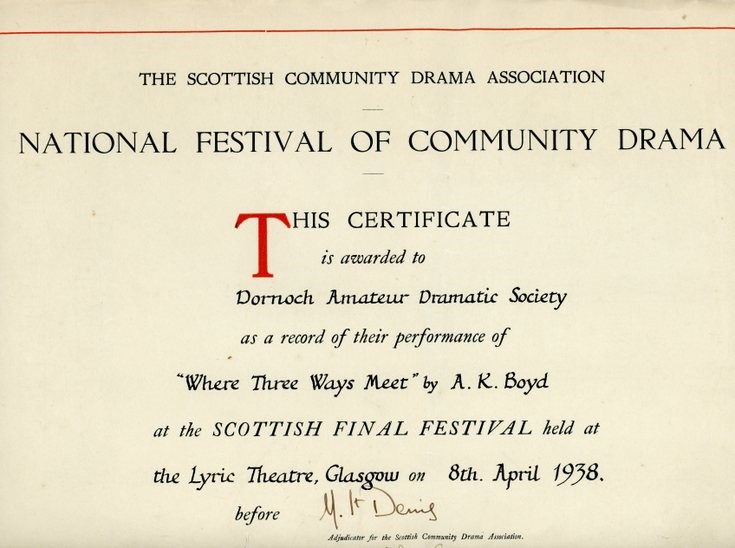 THE SCOTTISH COMMUNITY DRAMA ASSOCIATION
NATIONAL FESTIVAL OF COMMUNITY DRAMA
THIS CERTIFICATE
is awarded to
Dornoch Amateur Dramatic Society
as a record of their performance of
"Where Three Ways Meet" by A. K. Boyd
at the SCOTTISH FINAL FESTIVAL held at
the Lyric Theatre, Glasgow on 8th. April 1938.
before
Adjudicator for the Scottish Community Drama Association.